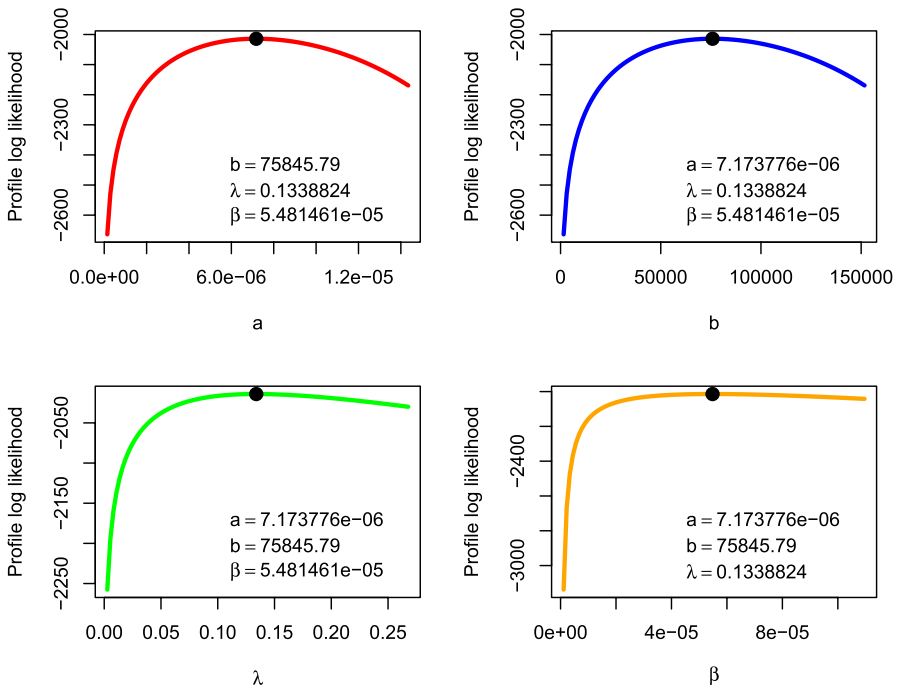 Profile log likelihood
−2000
−2300
−2600
b = 75845.79
λ = 0.1338824
β = 5.481461e−05
0.0e+00 6.0e−06 1.2e−05
a
Profile log likelihood
−2000
−2300
−2600
a = 7.173776e−06
λ = 0.1338824
β = 5.481461e−05
0 50000 100000 150000
b
Profile log likelihood
−2050
−2150
−2250
a = 7.173776e−06
b = 75845.79
β = 5.481461e−05
0.00 0.05 0.10 0.15 0.20 0.25
λ
Profile log likelihood
−2400
−3000
a = 7.173776e−06
b = 75845.79
λ = 0.1338824
0e+00 4e−05 8e−05
β